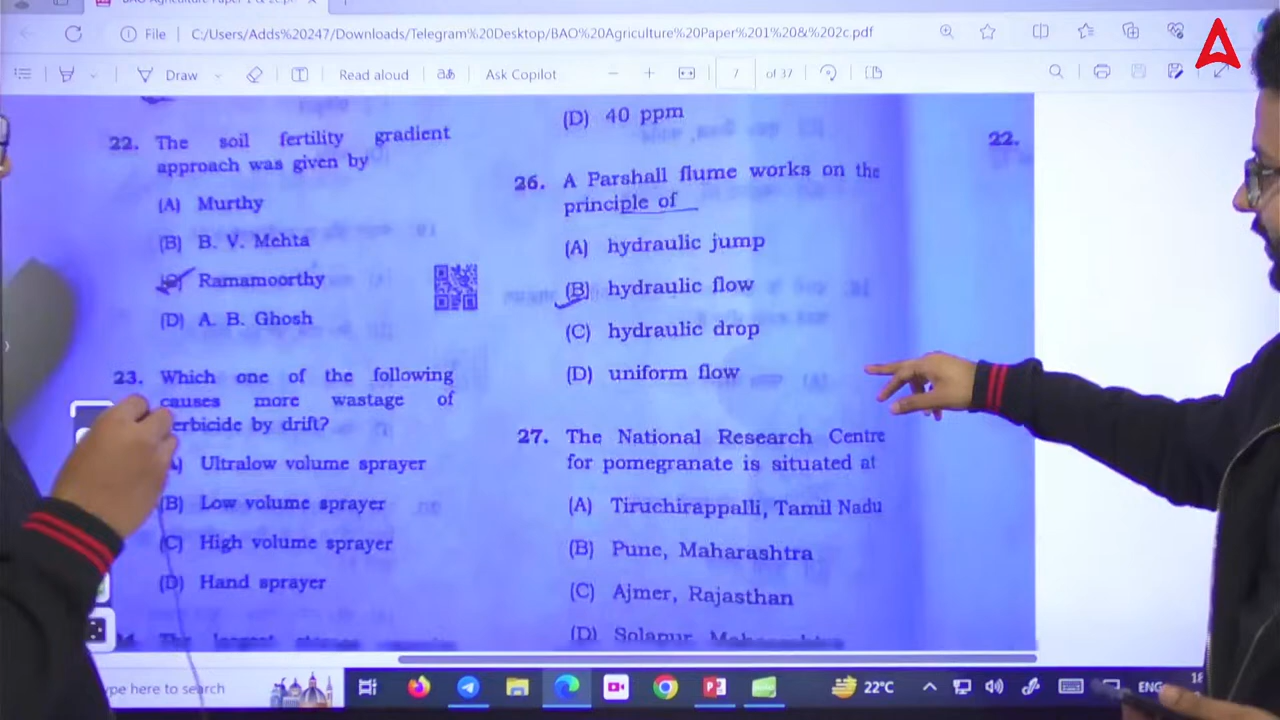 File
C:/Users/Adds%20247/Downloads/Telegram%20Desktop/BAO%20Agriculture%20Paper%201%20&%202c.pdf
Draw
Read aloud
Ask Copilot
7
of 37
22. The soil fertility gradient
approach was given by
(A) Murthy
(B) B. V. Mehta
Ramamoorthy
(D) A. B. Ghosh
23. Which one of the following
causes more wastage of
erbicide by drift?
Ultralow volume sprayer
(B) Low volume sprayer
(C) High volume sprayer
(D) Hand sprayer
(D) 40 ppm
26. A Parshall flume works on the
principle of
(A) hydraulic jump
(B) hydraulic flow
(C) hydraulic drop
(D) uniform flow
27. The National Research Centre
for pomegranate is situated at
(A) Tiruchirappalli, Tamil Nadu
(B) Pune, Maharashtra
(C) Ajmer, Rajasthan
(D) Solapur, Maharashtra
22.
ype here to search
22°C
ENG
18